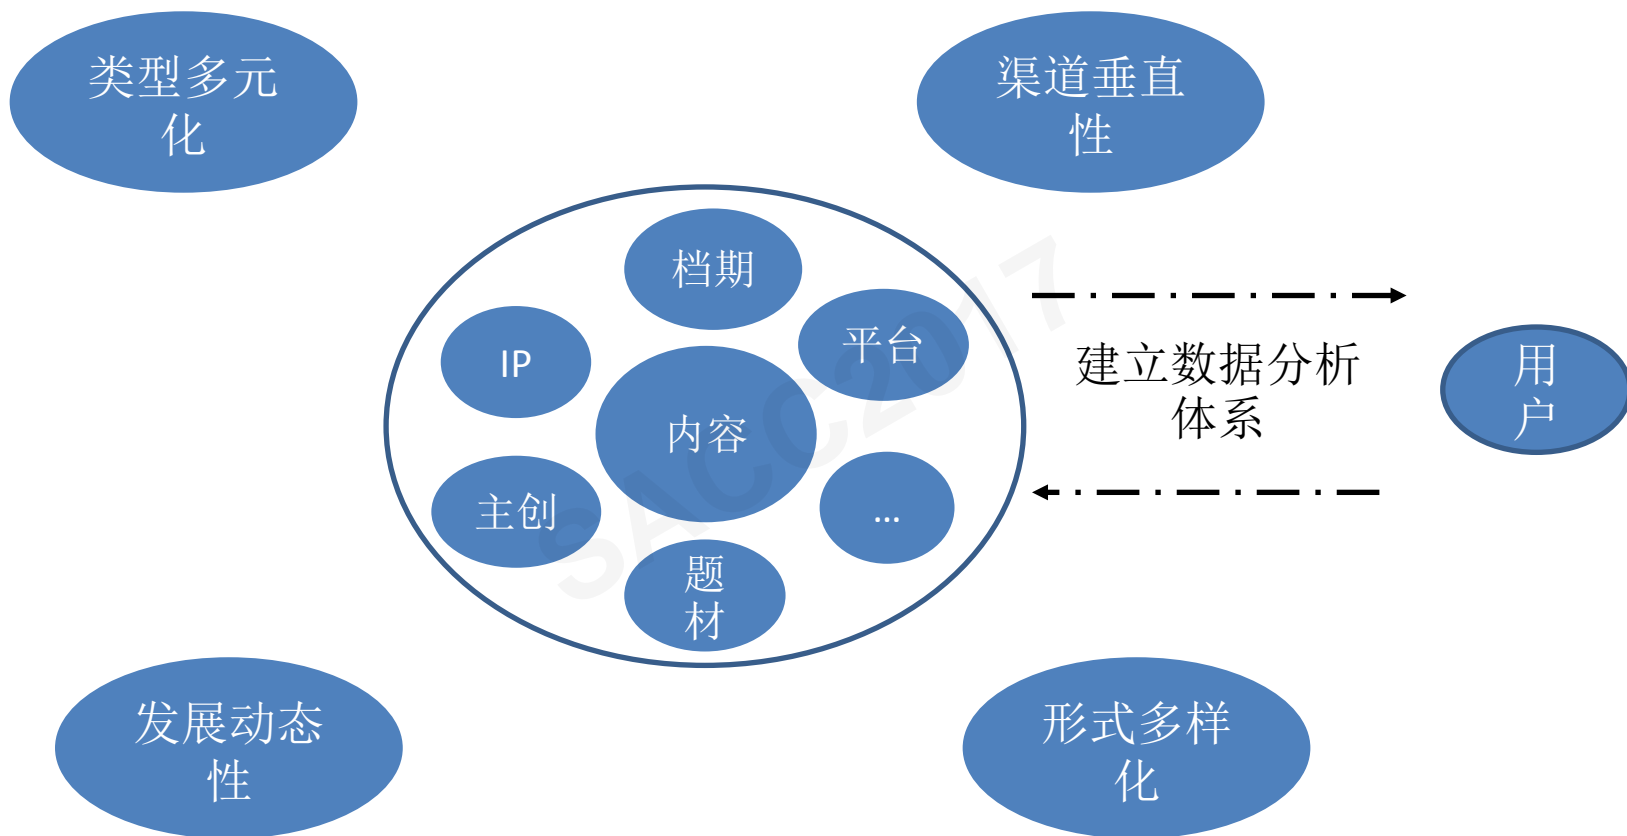 类型多元
化
渠道垂直
性
档期
IP
平台
内容
主创
...
题
材
建立数据分析
体系
用
户
发展动态
性
形式多样
化
SACC2017